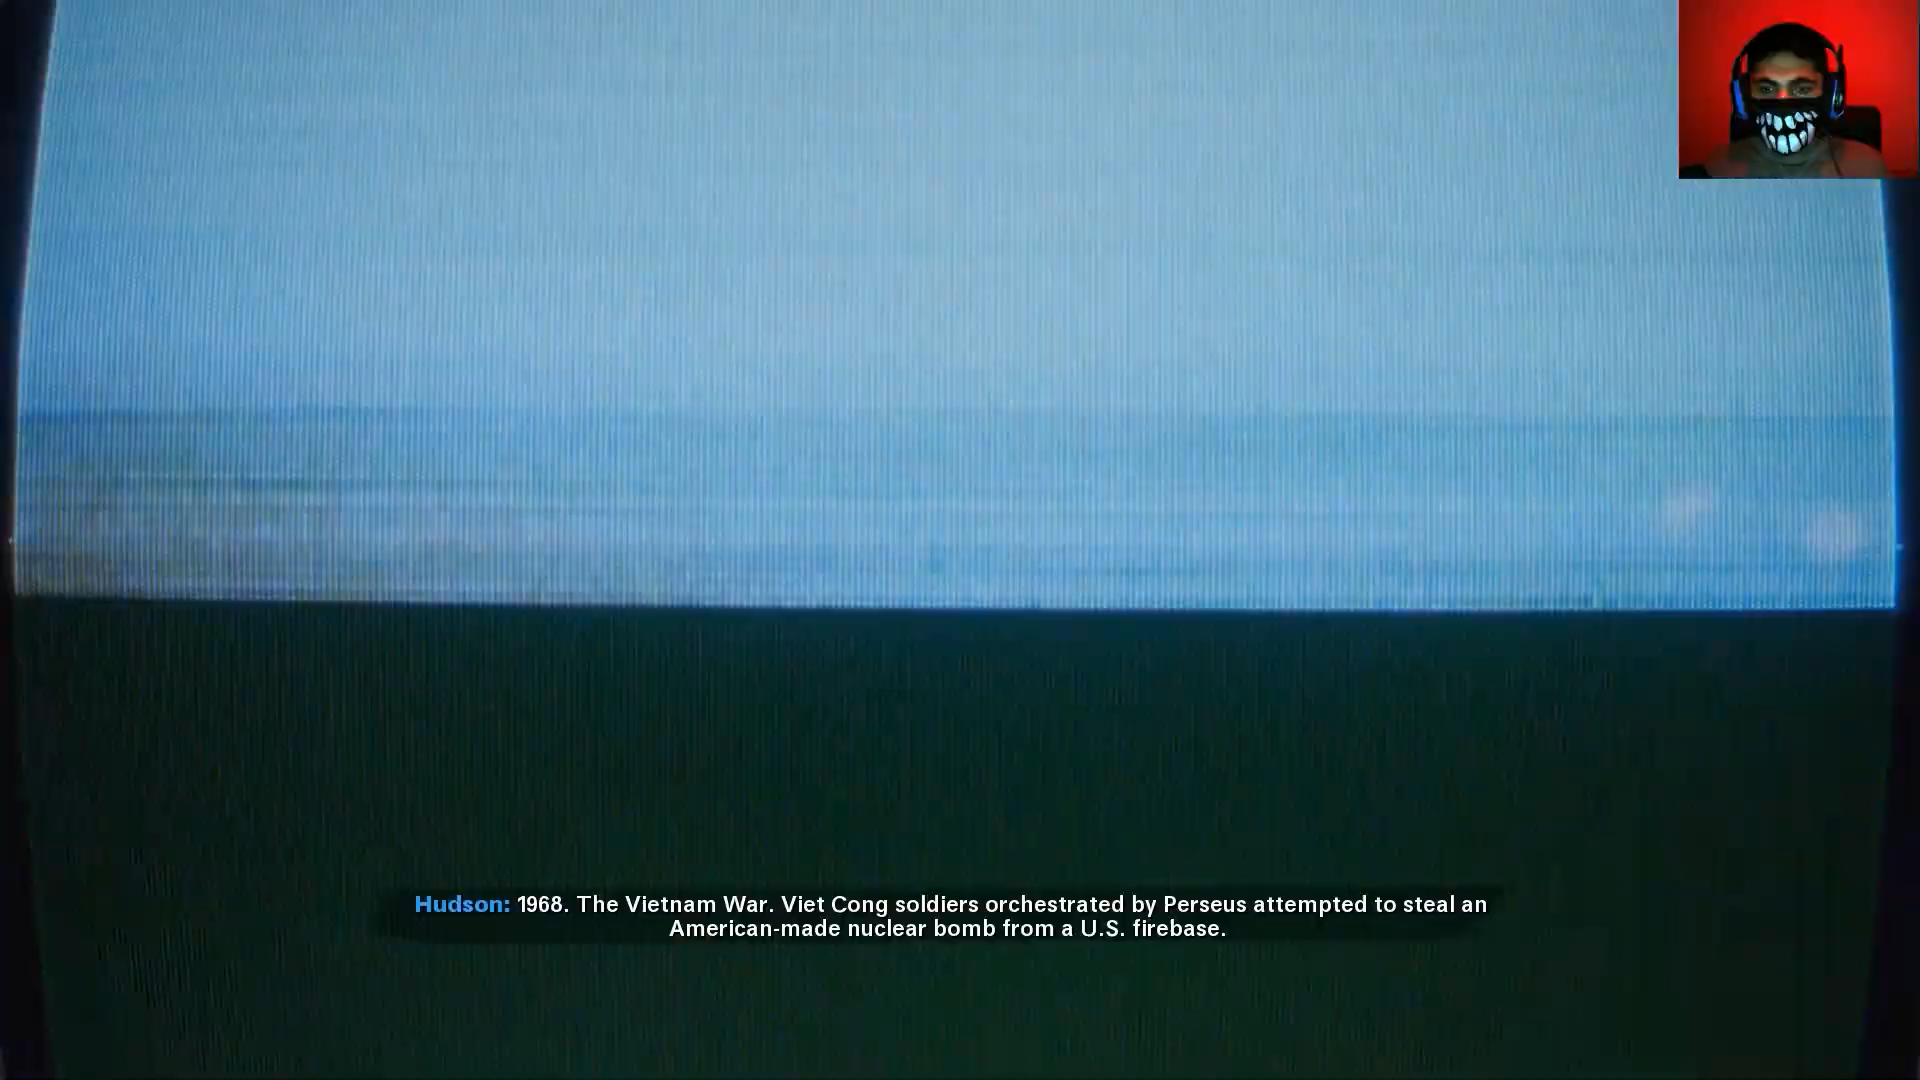 Hudson: 1968. The Vietnam War. Viet Cong soldiers orchestrated by Perseus attempted to steal an
American-made nuclear bomb from a U.S. firebase.